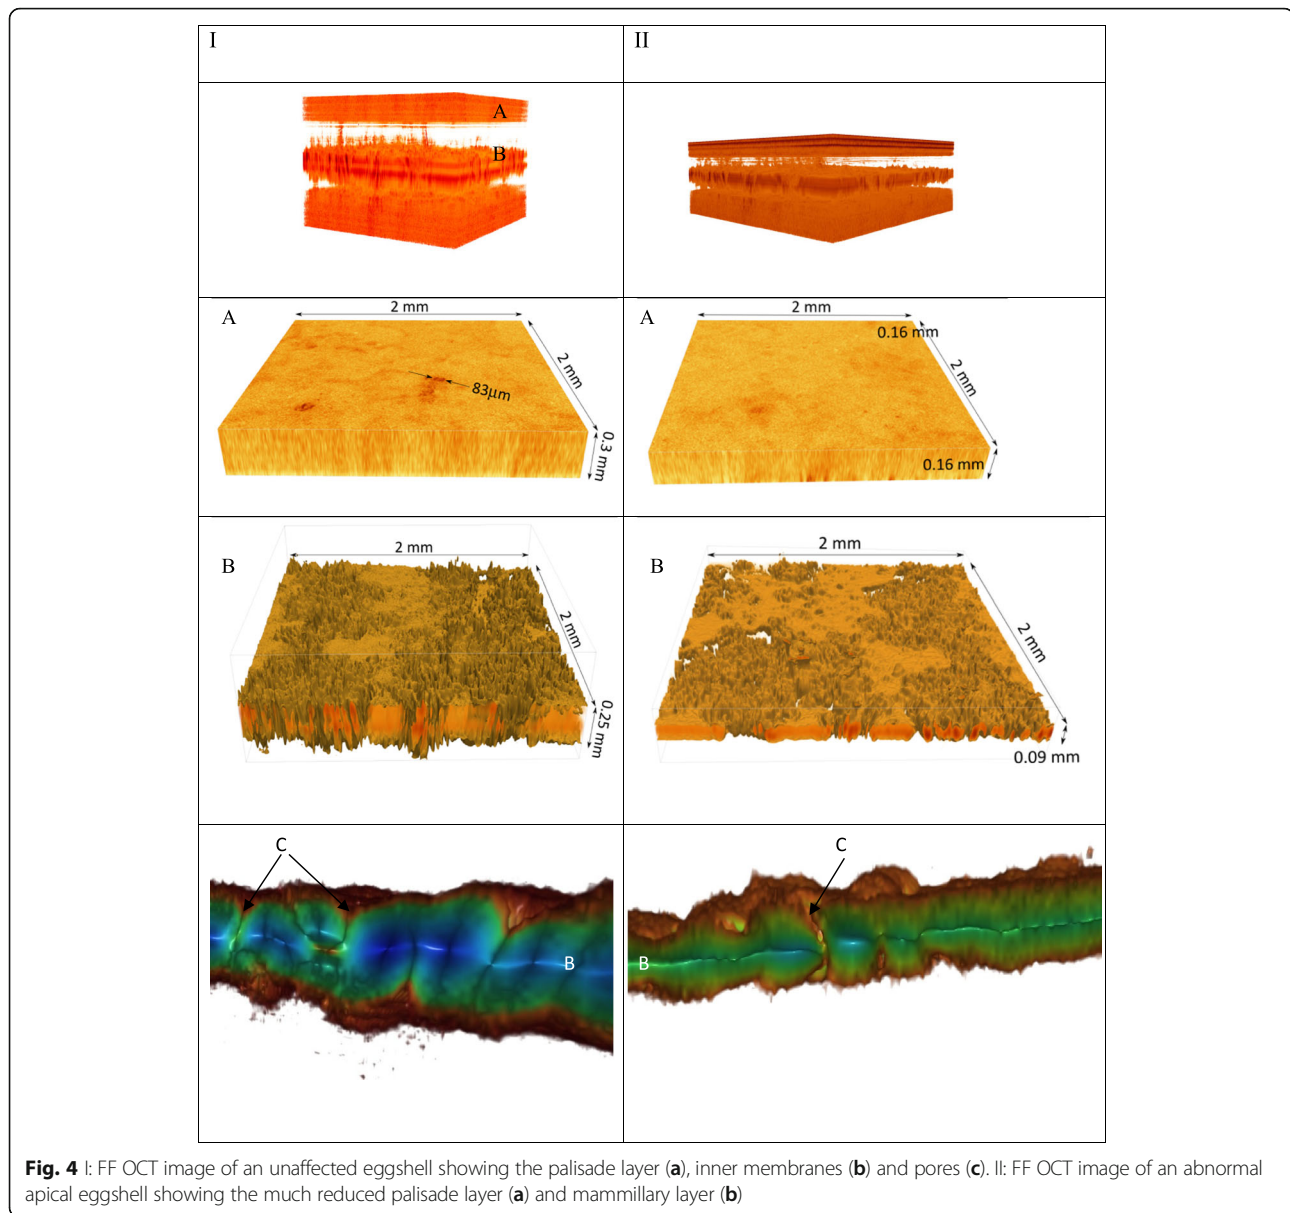 I
II
A
B
A
2 mm
2 mm
83µm
0.3 mm
A
2 mm
0.16 mm
2 mm
0.16 mm
B
2 mm
2 mm
0.25 mm
B
2 mm
2 mm
0.09 mm
C
B
C
B
Fig. 4 I: FF OCT image of an unaffected eggshell showing the palisade layer (a), inner membranes (b) and pores (c). II: FF OCT image of an abnormal
apical eggshell showing the much reduced palisade layer (a) and mammillary layer (b)